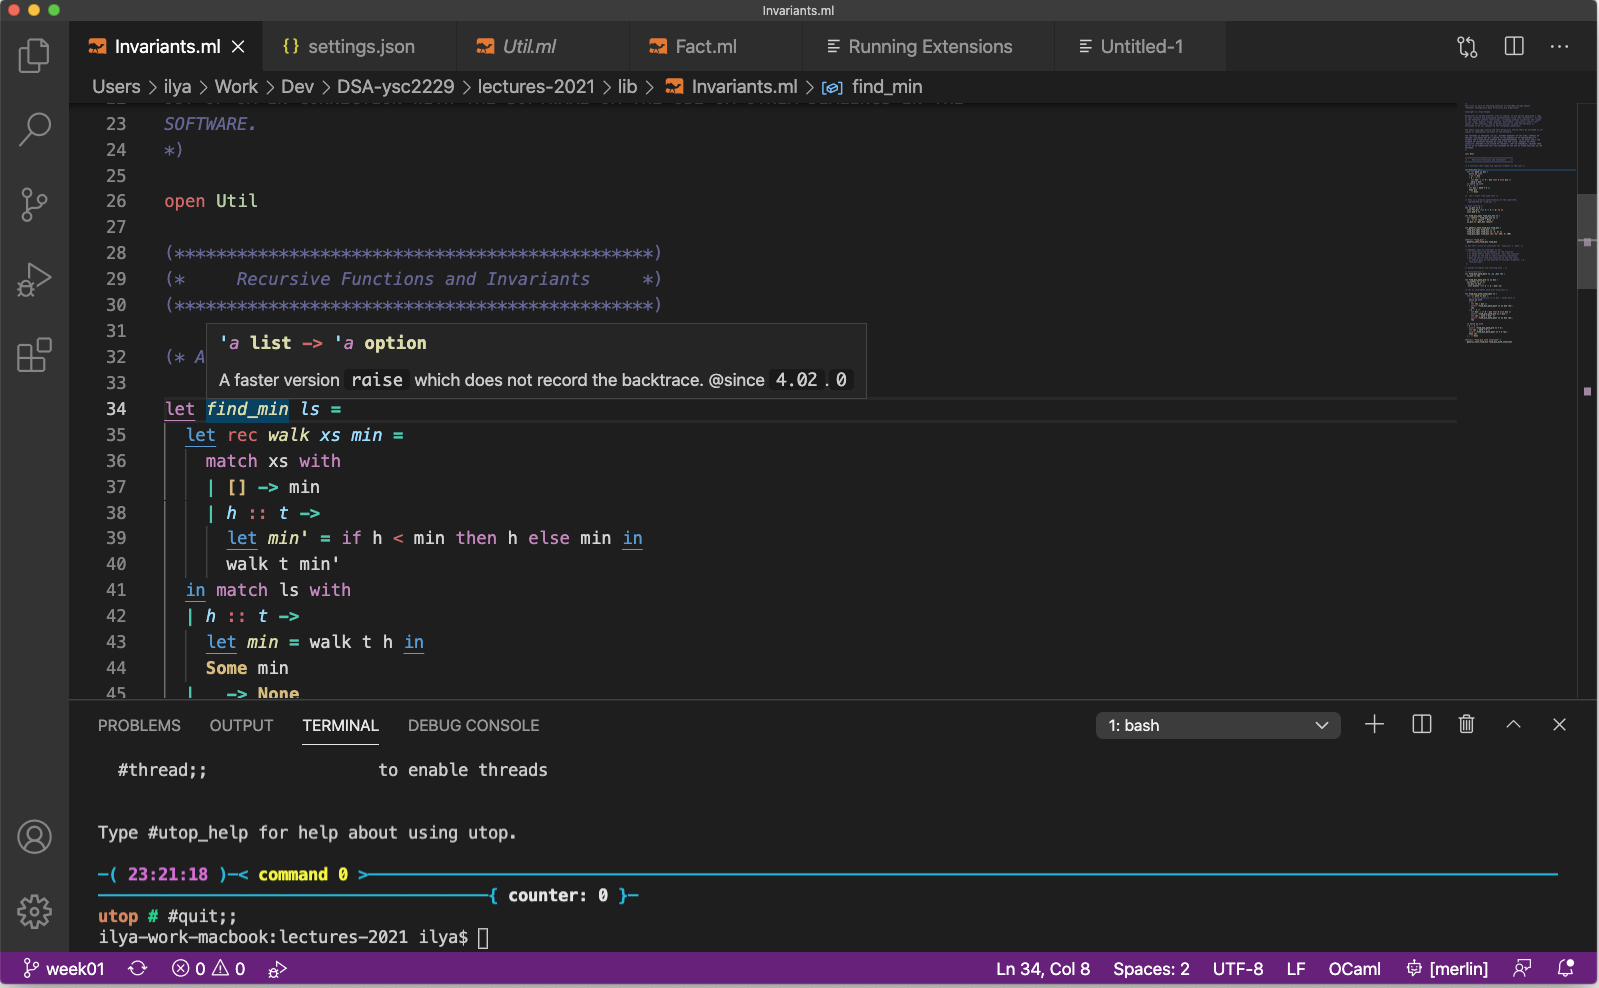 Invariants.ml
Invariants.ml
{} settings.json
Util.ml
Fact.ml
Running Extensions
Untitled-1
Users > ilya > Work > Dev > DSA-ysc2229 > lectures-2021 > lib > Invariants.ml > find_min
23 SOFTWARE.
24 *)
25
26 open Util
27
28 (**********************************************)
29 (*     Recursive Functions and Invariants     *)
30 (**********************************************)
31
'a list -> 'a option
32 (* A
A faster version raise which does not record the backtrace. @since 4.02.0
33
34 let find_min ls =
35   let rec walk xs min =
36     match xs with
37     | [] -> min
38     | h :: t ->
39       let min' = if h < min then h else min in
40       walk t min'
41   in match ls with
42   | h :: t ->
43     let min = walk t h in
44     Some min
45   | _ -> None
PROBLEMS OUTPUT TERMINAL DEBUG CONSOLE
1: bash
#thread;;                 to enable threads
Type #utop_help for help about using utop.
─( 23:21:18 )─< command 0 >─
─{ counter: 0 }─
utop # #quit;;
ilya-work-macbook:lectures-2021 ilya$
week01 0 0 Ln 34, Col 8 Spaces: 2 UTF-8 LF OCaml [merlin]